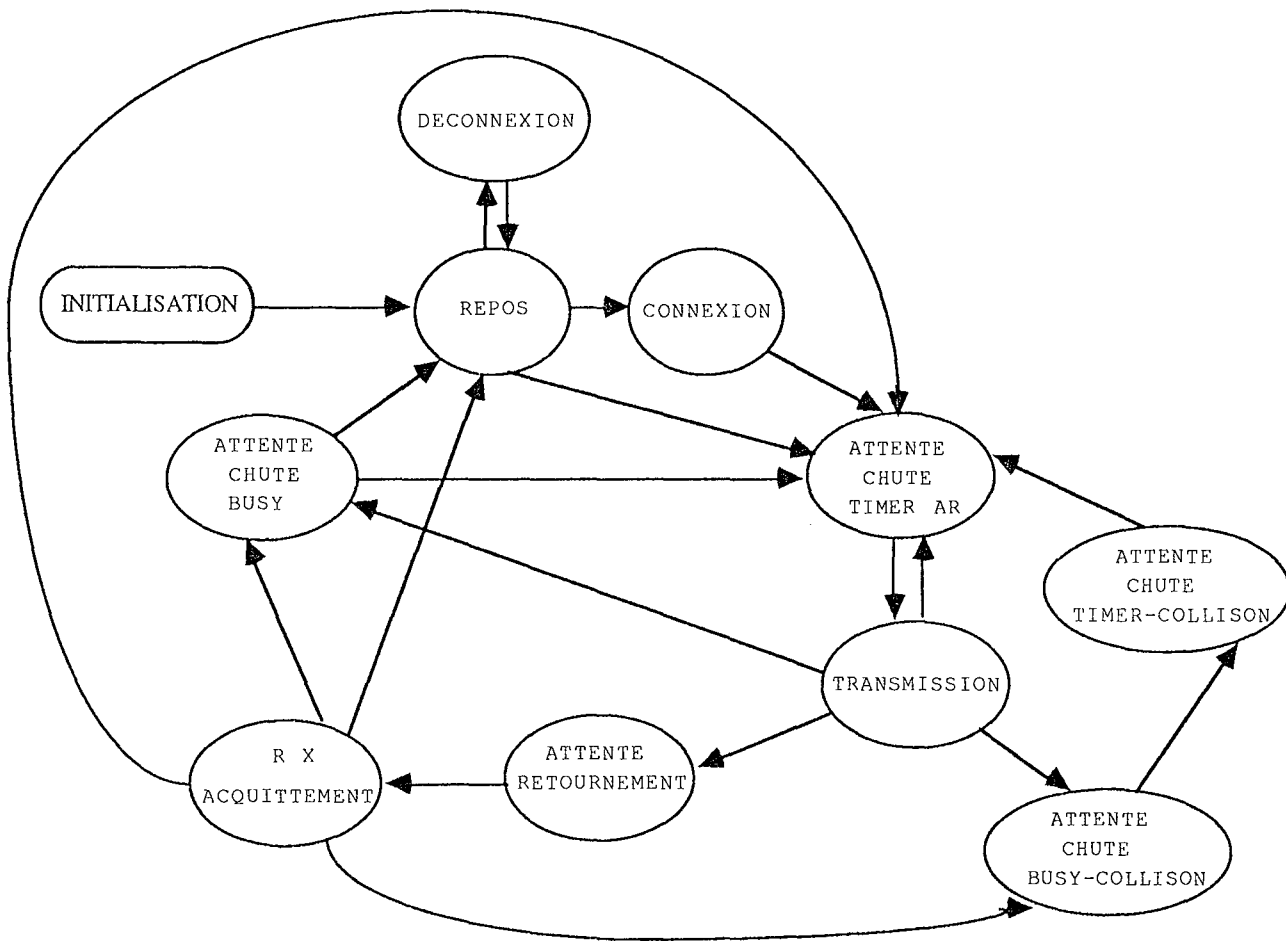 DECONNEXION
INITIALISATION
REPOS
CONNEXION
ATTENTE
CHUTE
BUSY
ATTENTE
CHUTE
TIMER AR
ATTENTE
CHUTE
TIMER-COLLISON
TRANSMISSION
R X
ACQUITTEMENT
ATTENTE
RETOURNEMENT
ATTENTE
CHUTE
BUSY-COLLISON